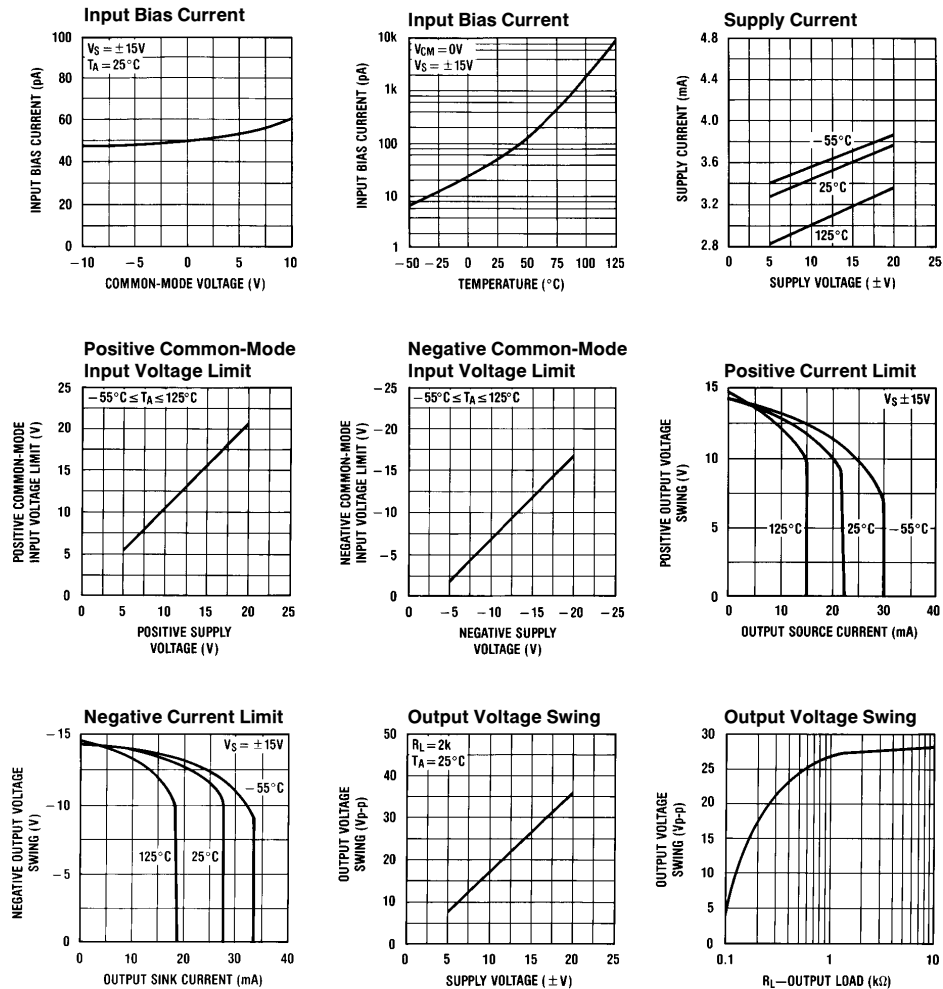 Input Bias Current
100
80
60
40
20
0
INPUT BIAS CURRENT (pA)
VS = ±15V
TA = 25°C
−10
−5
0
5
10
COMMON-MODE VOLTAGE (V)
Input Bias Current
10k
1k
100
10
1
INPUT BIAS CURRENT (pA)
VCM = 0V
VS = ±15V
−50
−25
0
25
50
75
100
125
TEMPERATURE (°C)
Supply Current
4.8
4.4
4.0
3.6
3.2
2.8
SUPPLY CURRENT (mA)
−55°C
25°C
125°C
0
5
10
15
20
25
SUPPLY VOLTAGE (±V)
Positive Common-Mode
Input Voltage Limit
25
20
15
10
5
0
POSITIVE COMMON-MODE
INPUT VOLTAGE LIMIT (V)
−55°C ≤ TA ≤ 125°C
0
5
10
15
20
25
POSITIVE SUPPLY
VOLTAGE (V)
Negative Common-Mode
Input Voltage Limit
−25
−20
−15
−10
−5
0
NEGATIVE COMMON-MODE
INPUT VOLTAGE LIMIT (V)
−55°C ≤ TA ≤ 125°C
0
−5
−10
−15
−20
−25
NEGATIVE SUPPLY
VOLTAGE (V)
Positive Current Limit
15
10
5
0
POSITIVE OUTPUT VOLTAGE
SWING (V)
VS ±15V
125°C
25°C
−55°C
0
10
20
30
40
OUTPUT SOURCE CURRENT (mA)
Negative Current Limit
−15
−10
−5
0
NEGATIVE OUTPUT VOLTAGE
SWING (V)
VS = ±15V
−55°C
125°C
25°C
0
10
20
30
40
OUTPUT SINK CURRENT (mA)
Output Voltage Swing
50
40
30
20
10
0
OUTPUT VOLTAGE
SWING (Vp-p)
RL = 2k
TA = 25°C
0
5
10
15
20
25
SUPPLY VOLTAGE (±V)
Output Voltage Swing
30
25
20
15
10
5
0
OUTPUT VOLTAGE
SWING (Vp-p)
0.1
1
10
RL—OUTPUT LOAD (kΩ)